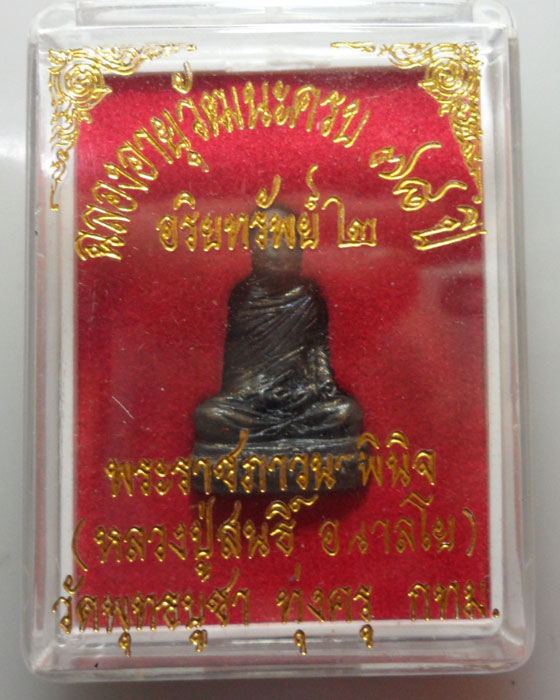 ฉลองอายุวัฒนะครบ ๗๘ ปี
อริยทรัพย์ ๒
พระราชภาวนาพินิจ
(หลวงปู่สนธิ์ อนาลโย)
วัดพุทธบูชา ทุ่งครุ กทม.